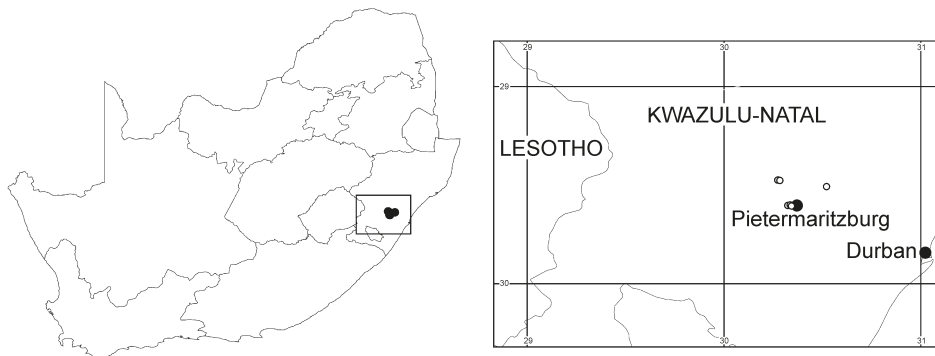 29 30 31
29
KWAZULU-NATAL
LESOTHO
Pietermaritzburg
Durban
30
29 30 31